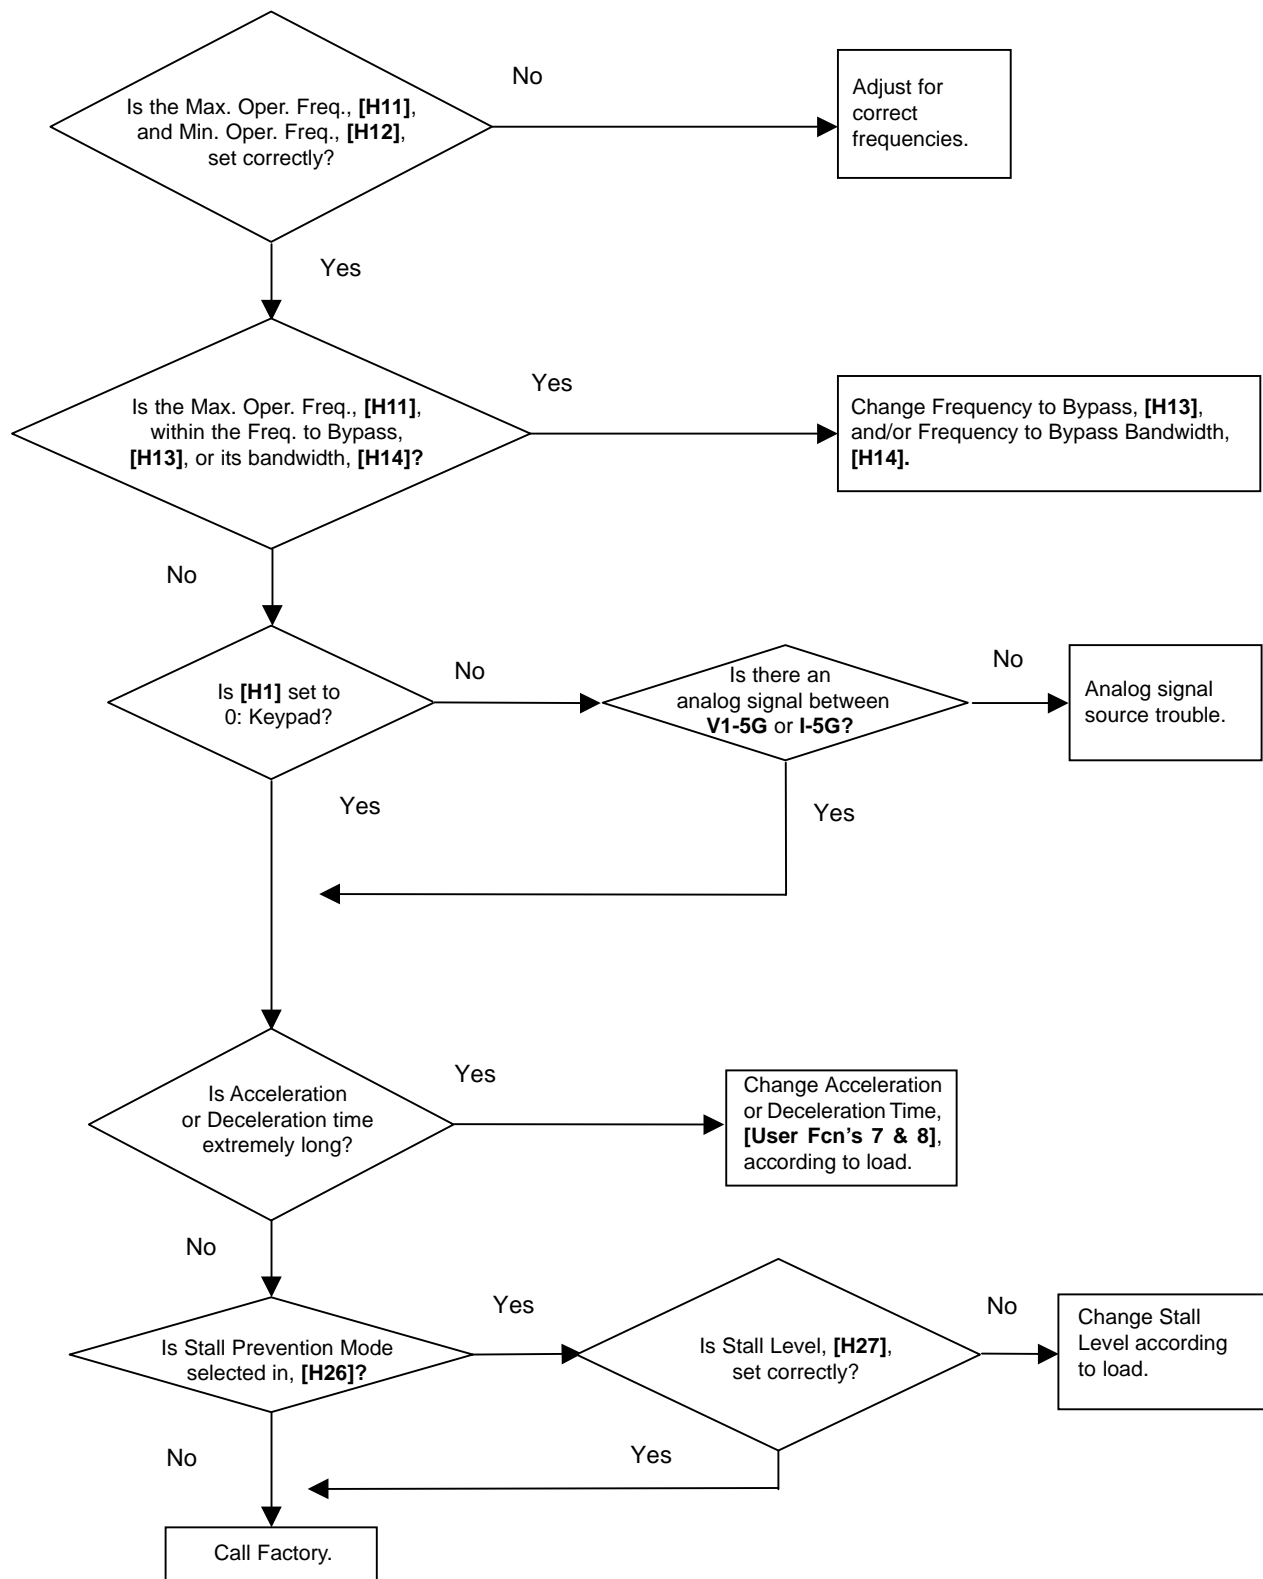 Is the Max. Oper. Freq., [H11],
and Min. Oper. Freq., [H12],
set correctly?
No
Adjust for
correct
frequencies.
Yes
Is the Max. Oper. Freq., [H11],
within the Freq. to Bypass,
[H13], or its bandwidth, [H14]?
Yes
Change Frequency to Bypass, [H13],
and/or Frequency to Bypass Bandwidth,
[H14].
No
Is [H1] set to
0: Keypad?
No
Is there an
analog signal between
V1-5G or I-5G?
No
Analog signal
source trouble.
Yes
Yes
Is Acceleration
or Deceleration time
extremely long?
Yes
Change Acceleration
or Deceleration Time,
[User Fcn's 7 & 8],
according to load.
No
Is Stall Prevention Mode
selected in, [H26]?
Yes
Is Stall Level, [H27],
set correctly?
No
Change Stall
Level according
to load.
No
Yes
Call Factory.